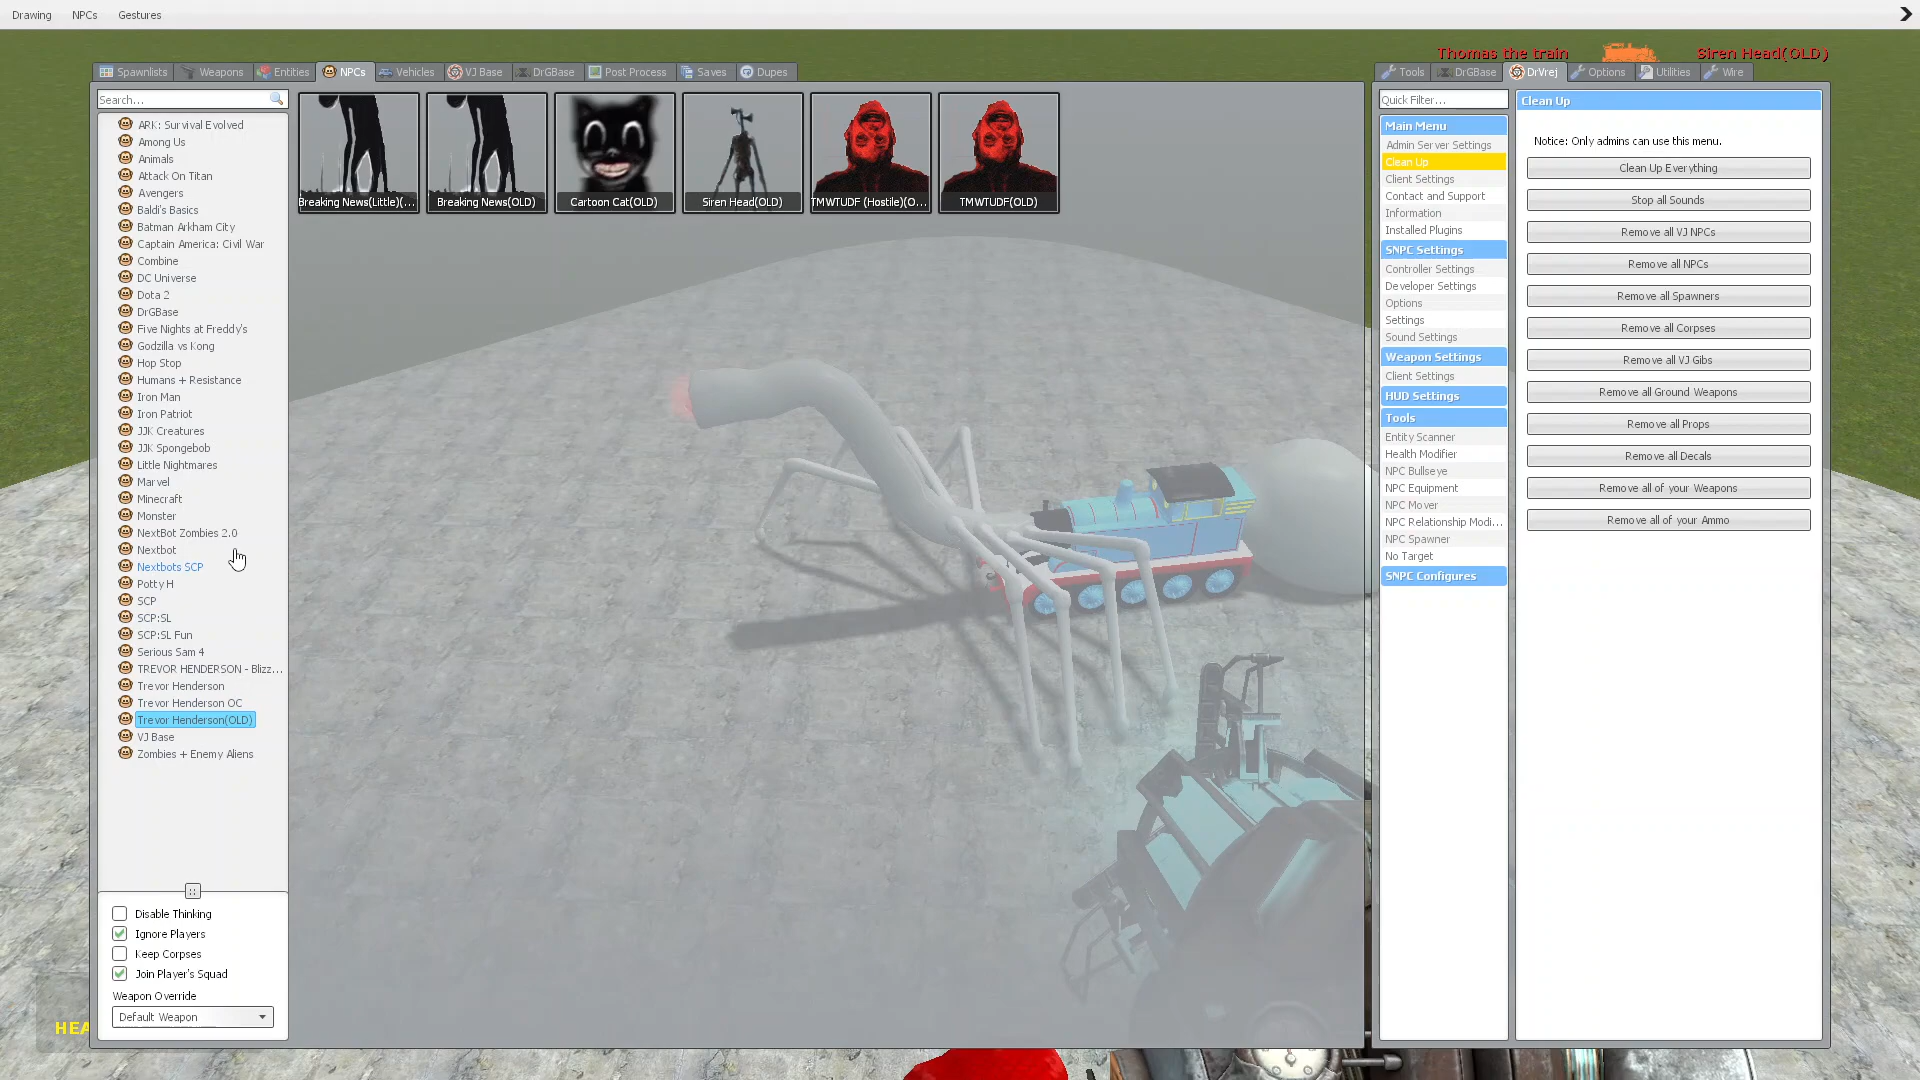 Drawing NPCs Gestures
Thomas the train Siren Head(OLD)
Spawnlists Weapons Entities NPCs Vehicles VJ Base DrGBase Post Process Saves Dupes
Tools DrGBase DrVrej Options Utilities Wire
Search...
ARK: Survival Evolved
Among Us
Animals
Attack On Titan
Avengers
Baldi's Basics
Batman Arkham City
Captain America: Civil War
Combine
DC Universe
Dota 2
DrGBase
Five Nights at Freddy's
Godzilla vs Kong
Hop Stop
Humans + Resistance
Iron Man
Iron Patriot
JJK Creatures
JJK Spongebob
Little Nightmares
Marvel
Minecraft
Monster
NextBot Zombies 2.0
Nextbot
Nextbots SCP
Potty H
SCP
SCP:SL
SCP:SL Fun
Serious Sam 4
TREVOR HENDERSON - Blizz...
Trevor Henderson
Trevor Henderson OC
Trevor Henderson(OLD)
VJ Base
Zombies + Enemy Aliens
Disable Thinking
Ignore Players
Keep Corpses
Join Player's Squad
Weapon Override
Default Weapon
HEA
Breaking News(Little)(... Breaking News(OLD) Cartoon Cat(OLD) Siren Head(OLD) TMWTUDF (Hostile)(O... TMWTUDF(OLD)
Quick Filter...
Main Menu
Admin Server Settings
Clean Up
Client Settings
Contact and Support
Information
Installed Plugins
SNPC Settings
Controller Settings
Developer Settings
Options
Settings
Sound Settings
Weapon Settings
Client Settings
HUD Settings
Tools
Entity Scanner
Health Modifier
NPC Bullseye
NPC Equipment
NPC Mover
NPC Relationship Modi...
NPC Spawner
No Target
SNPC Configures
Clean Up
Notice: Only admins can use this menu.
Clean Up Everything
Stop all Sounds
Remove all VJ NPCs
Remove all NPCs
Remove all Spawners
Remove all Corpses
Remove all VJ Gibs
Remove all Ground Weapons
Remove all Props
Remove all Decals
Remove all of your Weapons
Remove all of your Ammo